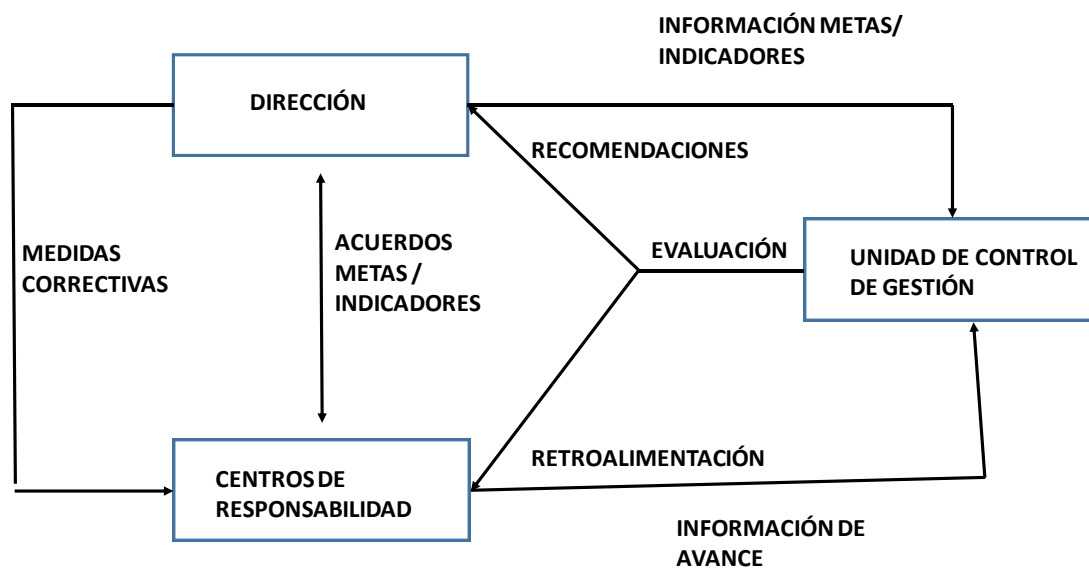 INFORMACIÓN METAS/
INDICADORES
DIRECCIÓN
RECOMENDACIONES
MEDIDAS
CORRECTIVAS
ACUERDOS
METAS /
INDICADORES
EVALUACIÓN
UNIDAD DE CONTROL
DE GESTIÓN
CENTROS DE
RESPONSABILIDAD
RETROALIMENTACIÓN
INFORMACIÓN DE
AVANCE